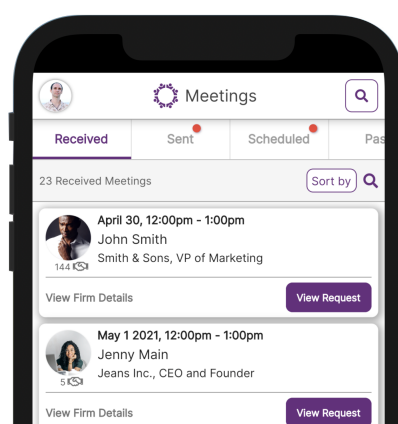 Meetings
Received Sent Scheduled Pas
23 Received Meetings Sort by
April 30, 12:00pm - 1:00pm
John Smith
Smith & Sons, VP of Marketing
144
View Firm Details View Request
May 1 2021, 12:00pm - 1:00pm
Jenny Main
Jeans Inc., CEO and Founder
5
View Firm Details View Request